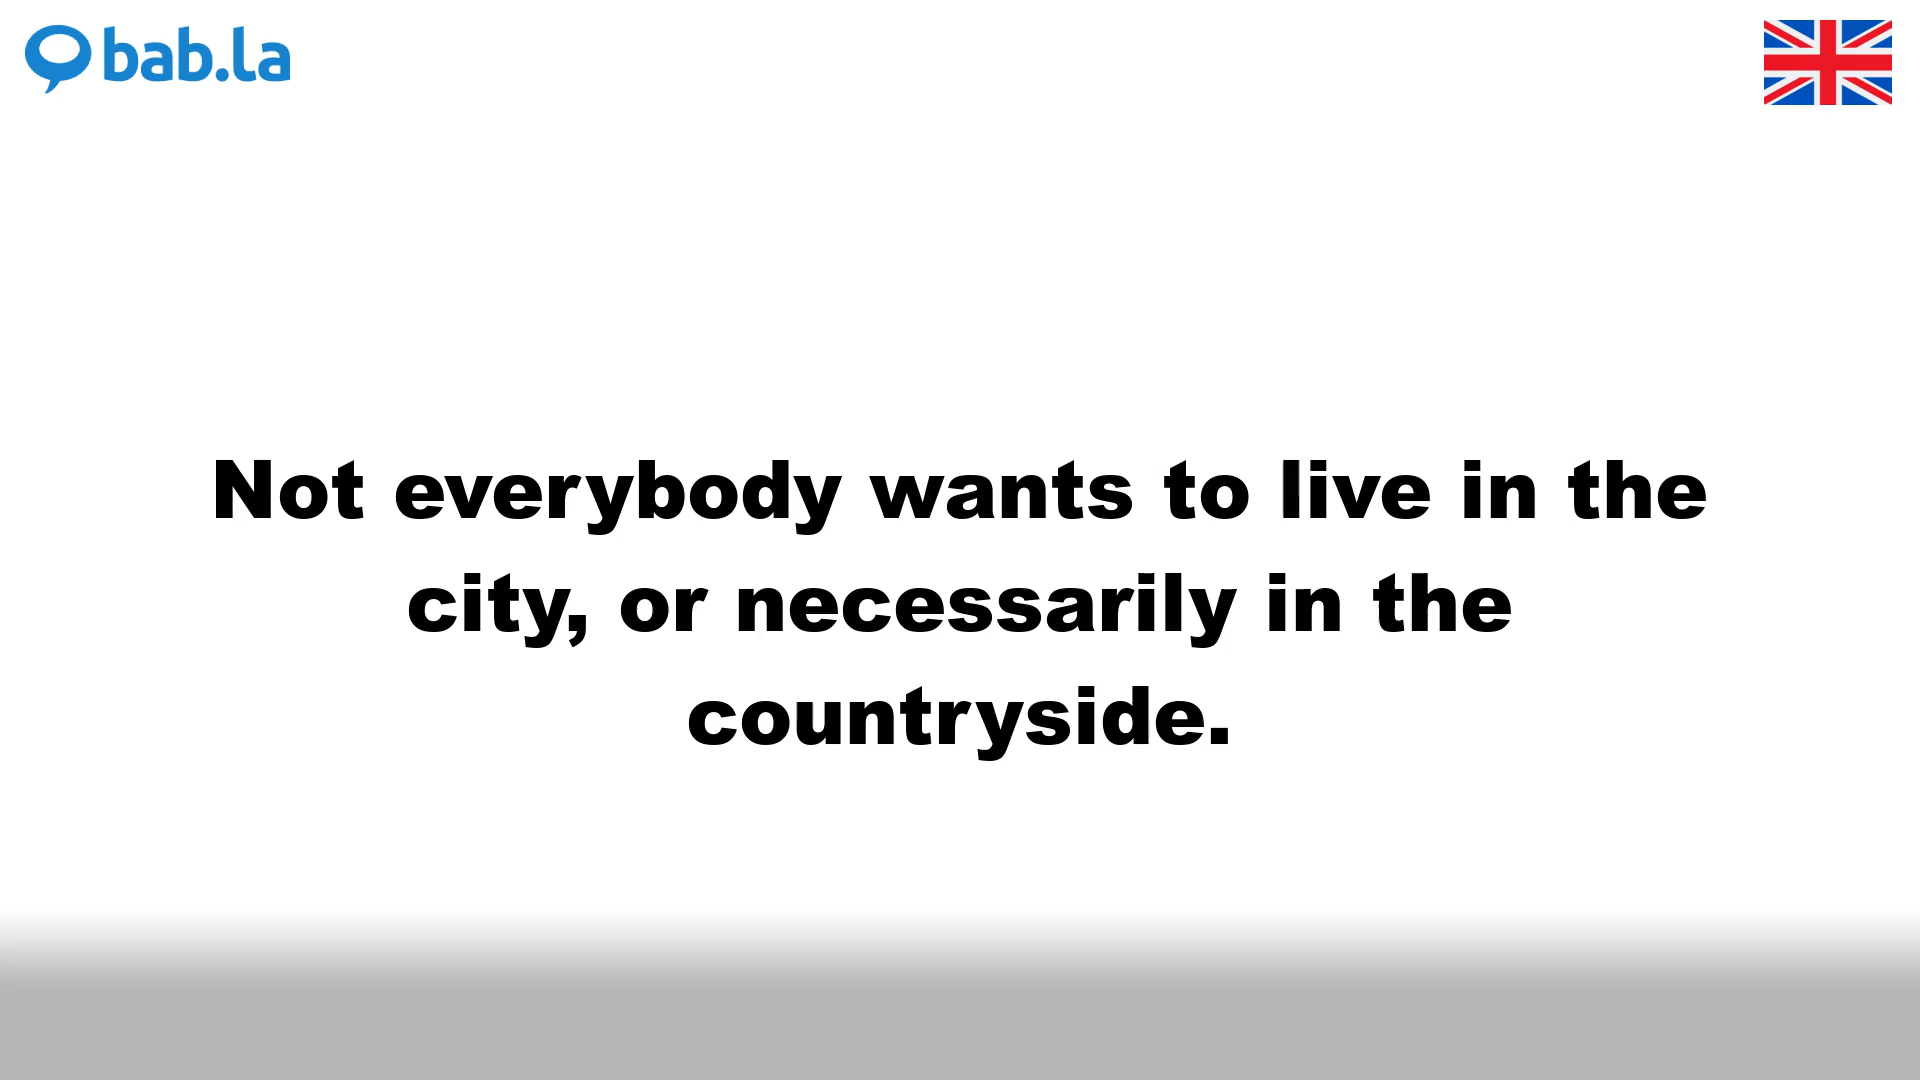 bab.la
Not everybody wants to live in the
city, or necessarily in the
countryside.